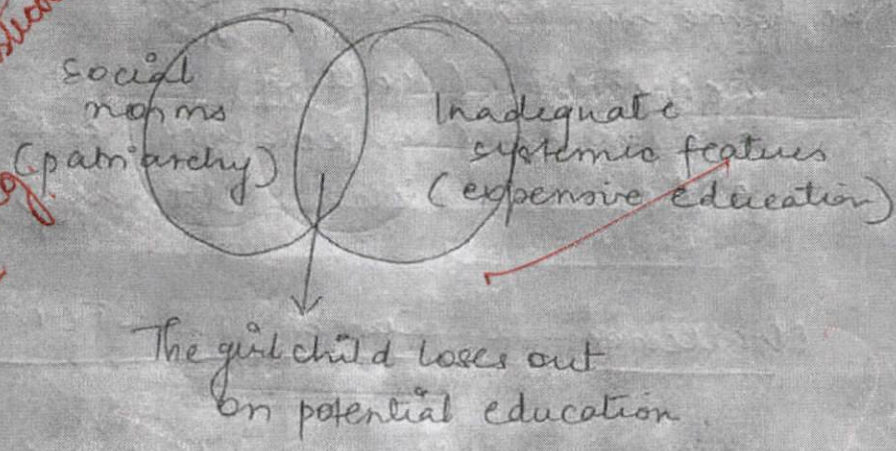 social
norms
(patriarchy)
Inadequate
systemic features
(expensive education)
The girl child loses out
on potential education